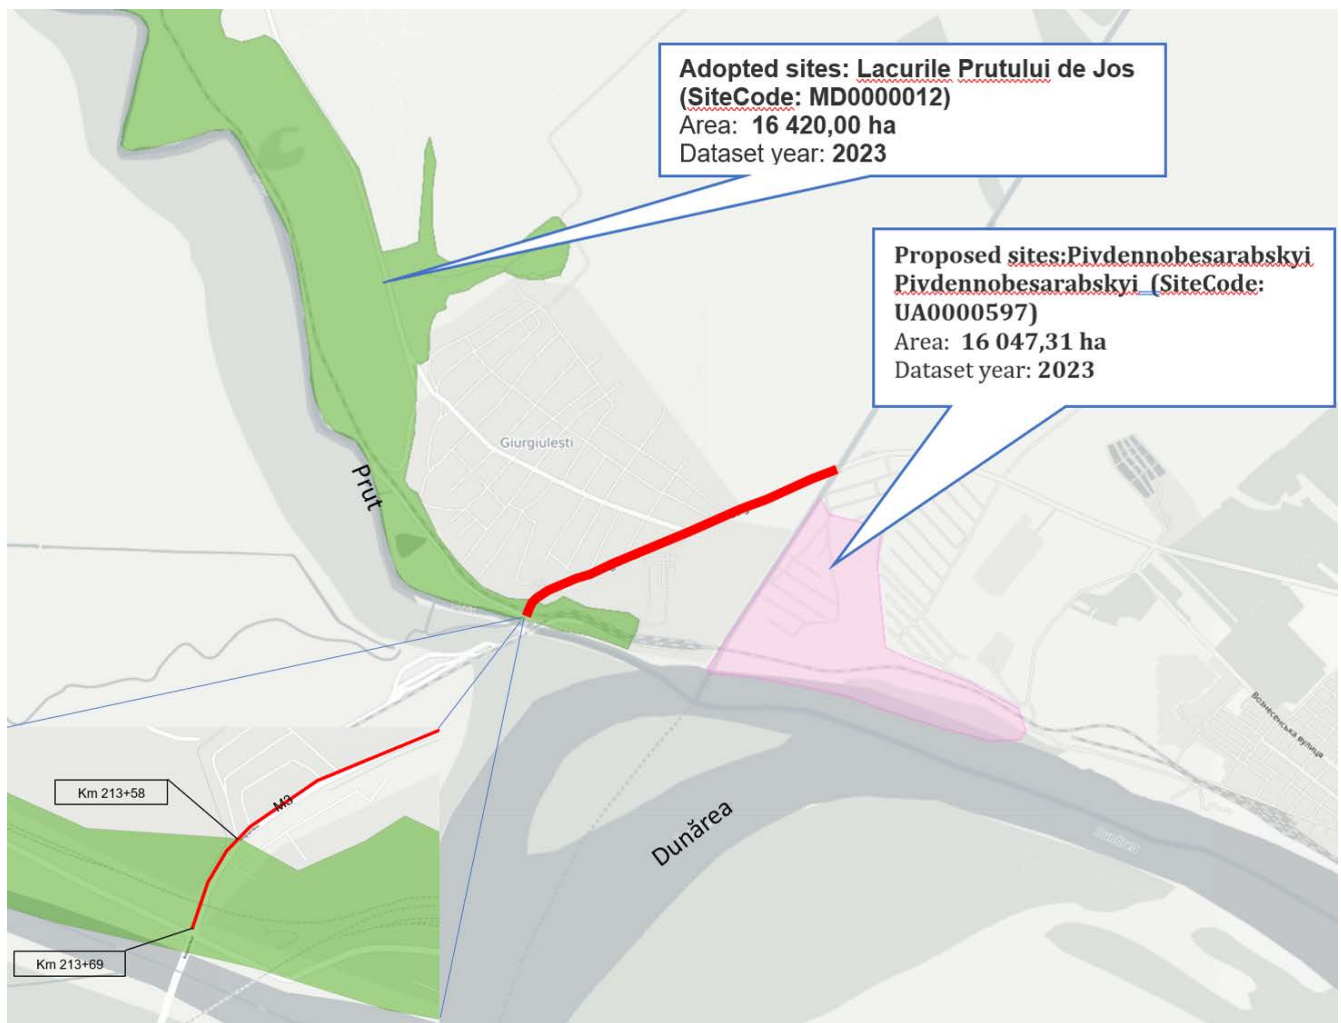 Adopted sites: Lacurile Prutului de Jos
(SiteCode: MD0000012)
Area: 16 420,00 ha
Dataset year: 2023
Proposed sites:Pivdennobesarabskyi
Pivdennobesarabskyi (SiteCode:
UA0000597)
Area: 16 047,31 ha
Dataset year: 2023
Giurgiulești
Prut
Вознесенська вулиця
Km 213+58
M3
Dunărea
Km 213+69